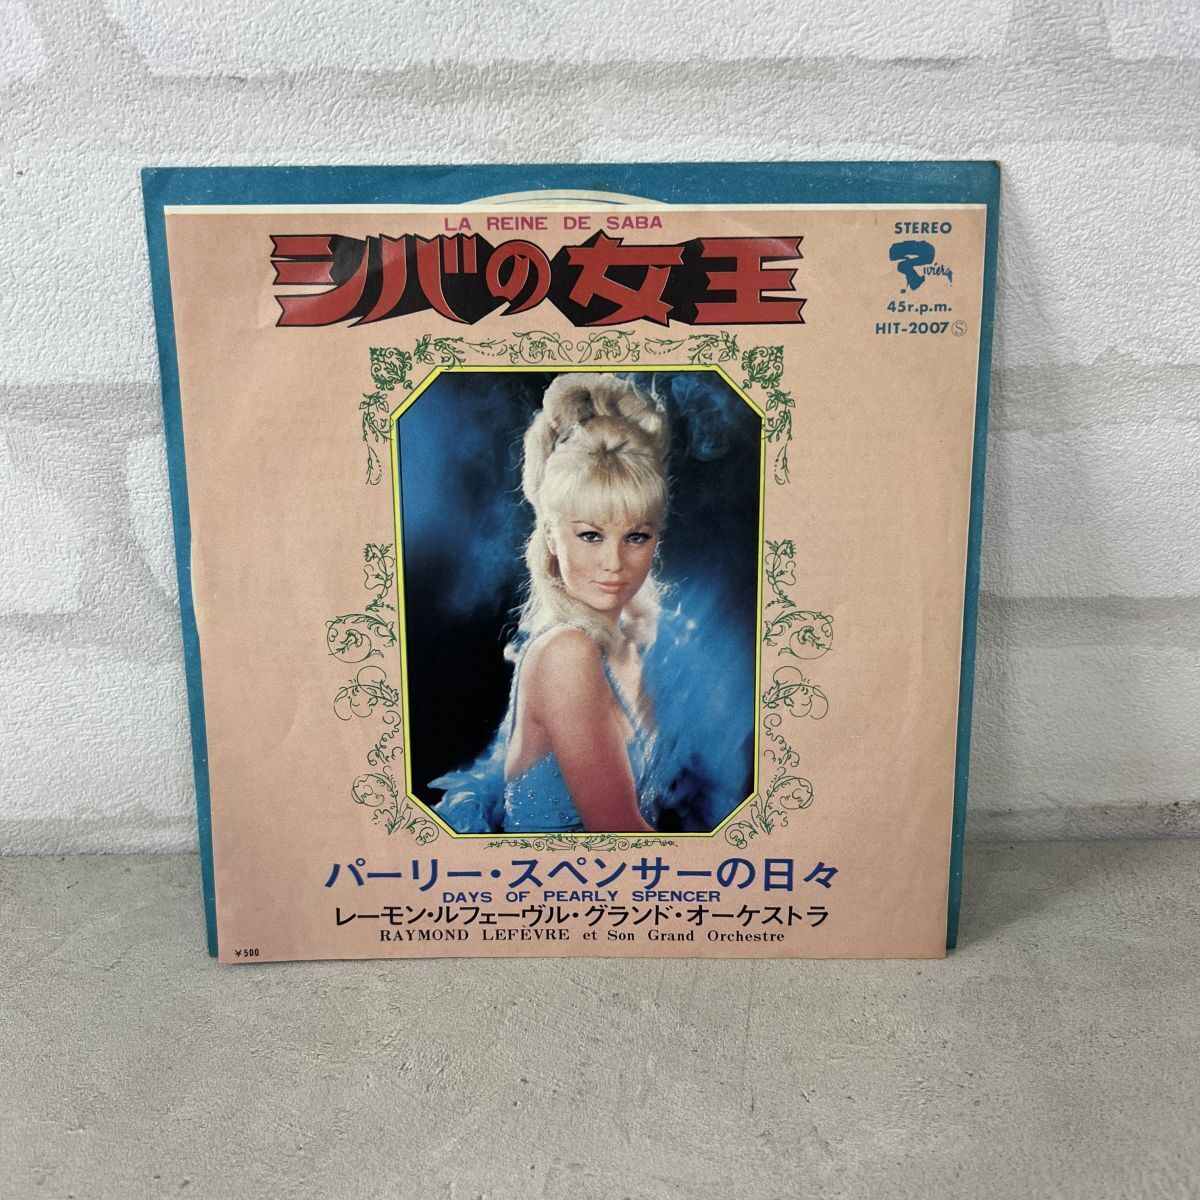 LA REINE DE SABA
シバの女王
STEREO
Riviera
45r.p.m.
HIT-2007Ⓢ
パーリー・スペンサーの日々
DAYS OF PEARLY SPENCER
レーモン・ルフェーヴル・グランド・オーケストラ
RAYMOND LEFÈVRE et Son Grand Orchestre
¥500